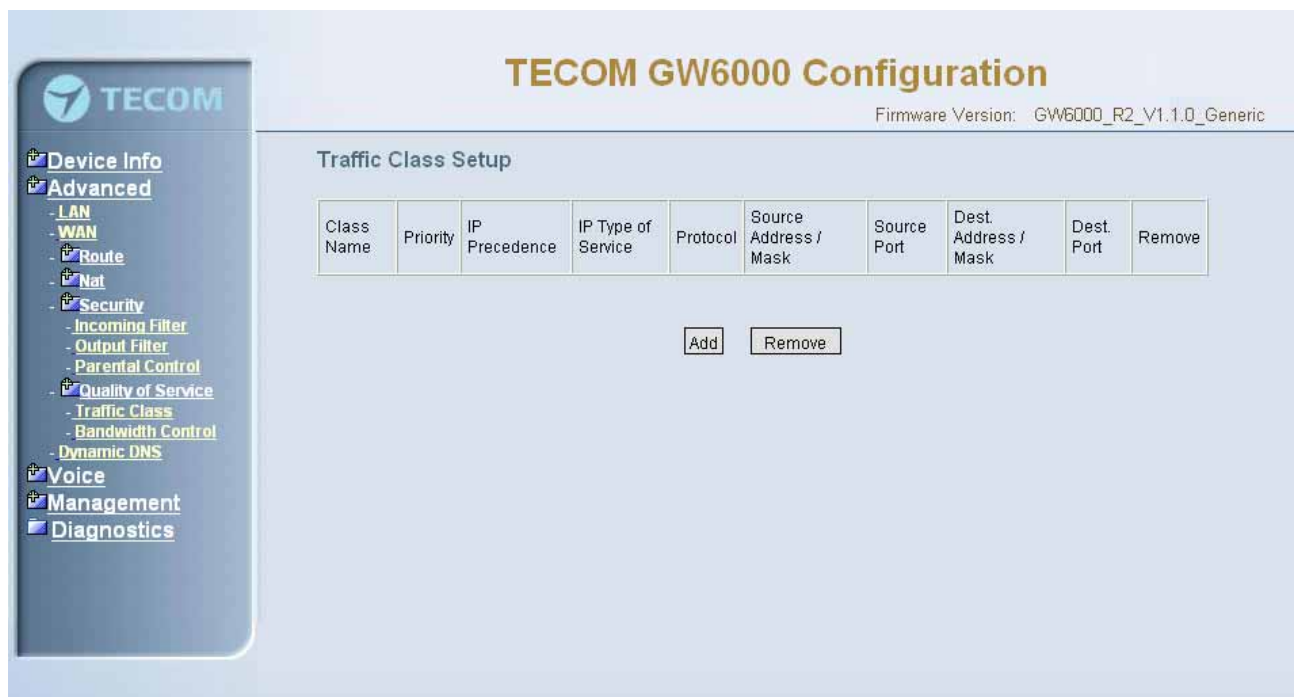 TECOM
TECOM GW6000 Configuration
Firmware Version: GW6000_R2_V1.1.0_Generic
Device Info
Advanced
- LAN
- WAN
- Route
- Nat
- Security
- Incoming Filter
- Output Filter
- Parental Control
- Quality of Service
- Traffic Class
- Bandwidth Control
- Dynamic DNS
Voice
Management
Diagnostics
Traffic Class Setup
Class Name
Priority
IP Precedence
IP Type of Service
Protocol
Source Address / Mask
Source Port
Dest. Address / Mask
Dest. Port
Remove
Add
Remove